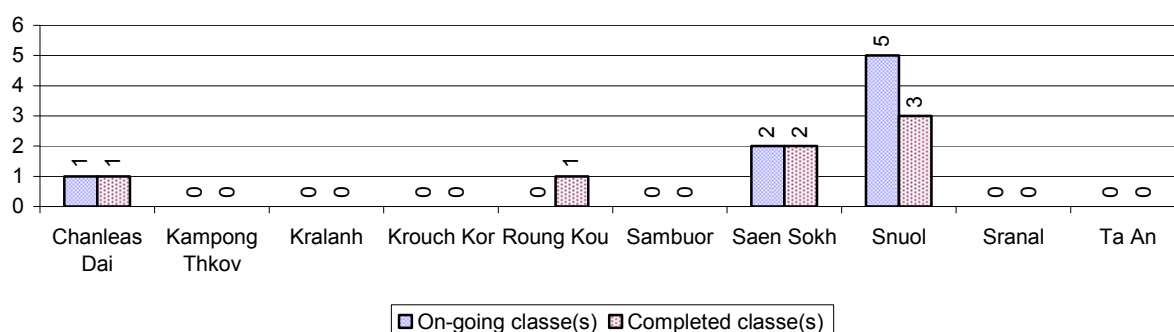 6
5
4
3
2
1
0
1 1 0 0 0 0 0 0 0 1 0 0 2 2 5 3 0 0 0 0
Chanleas Dai Kampong Thkov Kralanh Krouch Kor Roung Kou Sambuor Saen Sokh Snuol Sranal Ta An
On-going classe(s) Completed classe(s)